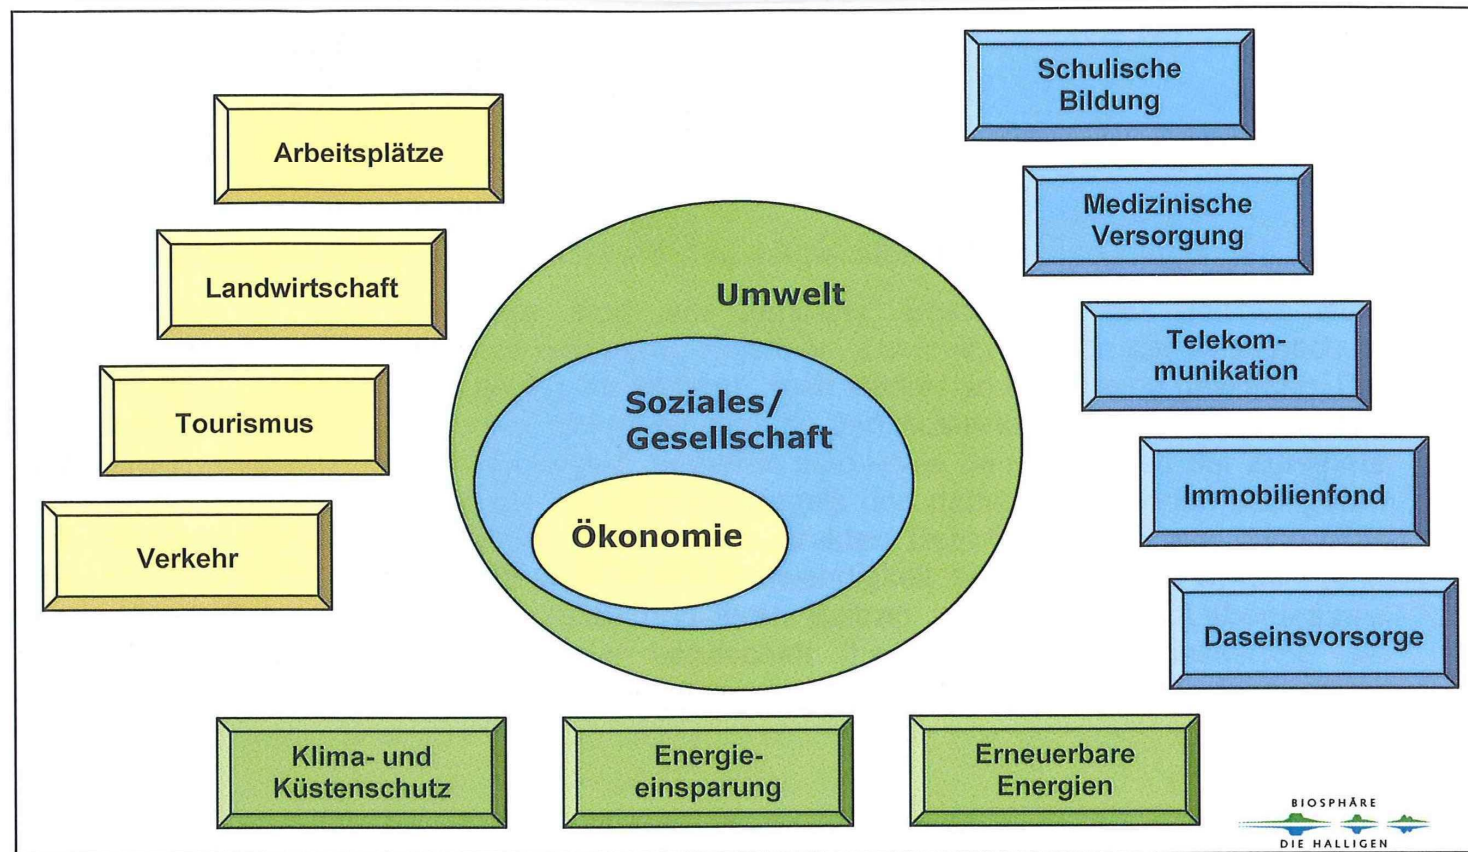 Arbeitsplätze
Landwirtschaft
Tourismus
Verkehr
Umwelt
Soziales/
Gesellschaft
Ökonomie
Schulische
Bildung
Medizinische
Versorgung
Telekom-
munikation
Immobilienfond
Daseinsvorsorge
Klima- und
Küstenschutz
Energie-
einsparung
Erneuerbare
Energien
BIOSPHÄRE
DIE HALLIGEN